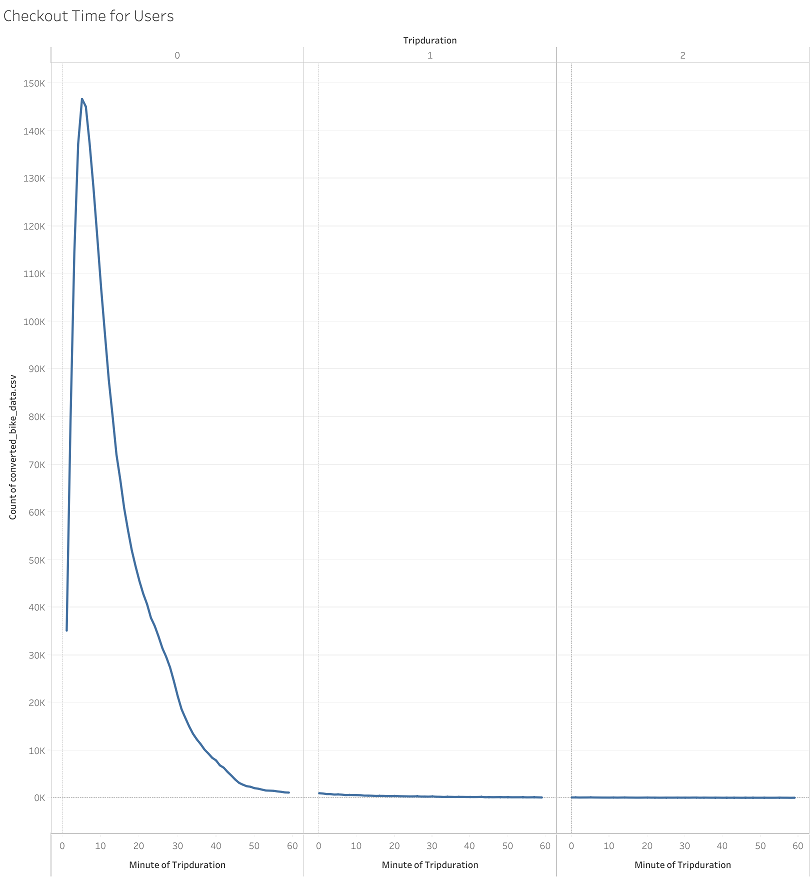 Checkout Time for Users
Tripduration
0 1 2
150K
140K
130K
120K
110K
100K
90K
80K
70K
60K
50K
40K
30K
20K
10K
0K
Count of converted_bike_data.csv
0 10 20 30 40 50 60 0 10 20 30 40 50 60 0 10 20 30 40 50 60
Minute of Tripduration Minute of Tripduration Minute of Tripduration